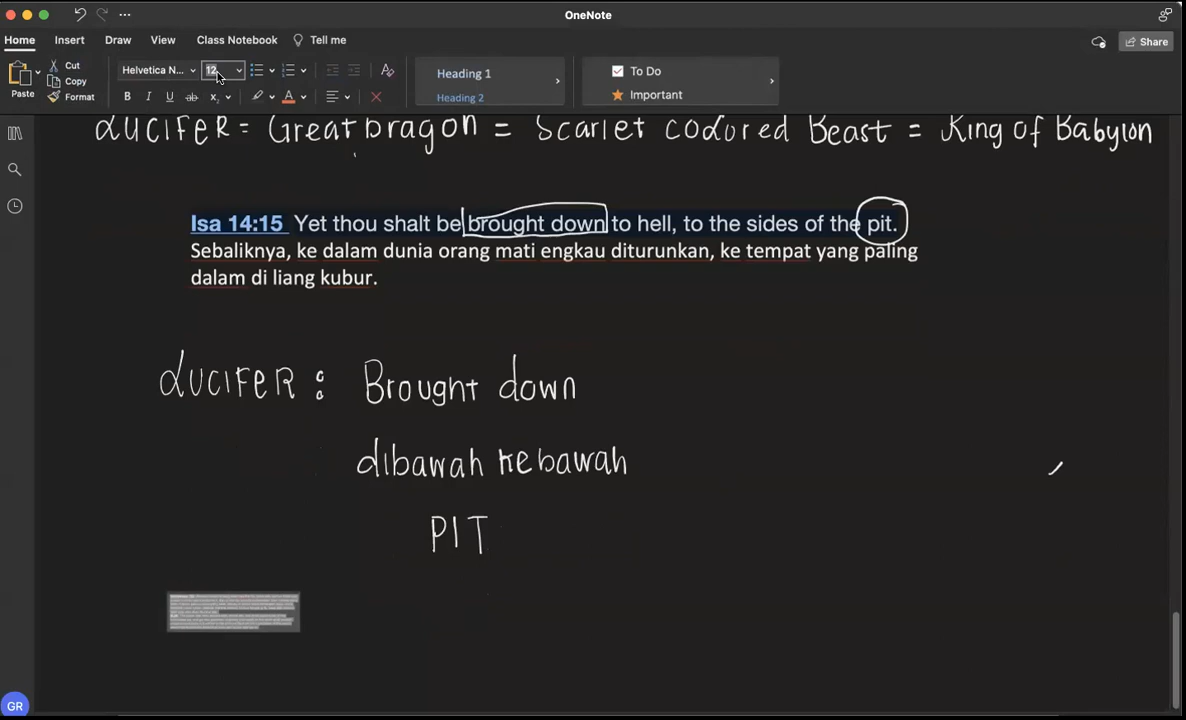 OneNote
Home Insert Draw View Class Notebook Tell me Share
Paste Cut Copy Format
Helvetica N... 12
Heading 1
Heading 2
To Do
Important
LUCIFER = Great Dragon = Scarlet colored Beast = King of Babylon
Isa 14:15 Yet thou shalt be brought down to hell, to the sides of the pit.
Sebaliknya, ke dalam dunia orang mati engkau diturunkan, ke tempat yang paling
dalam di liang kubur.
LUCIFER : Brought down
dibawah kebawah
PIT
GR